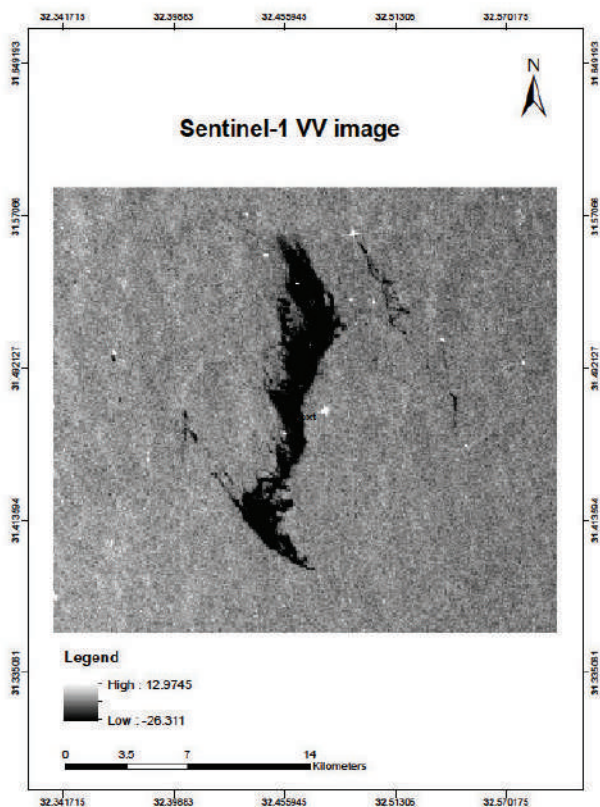 32.341715 32.39883 32.455945 32.51306 32.570175
31.649193
N
Sentinel-1 VV image
31.57066
31.492127
31.413594
31.335061
Legend
High : 12.9745
Low : -26.311
0 3.5 7 14
Kilometers
32.341715 32.39883 32.455945 32.51306 32.570175
31.649193
31.57066
31.492127
31.413594
31.335061